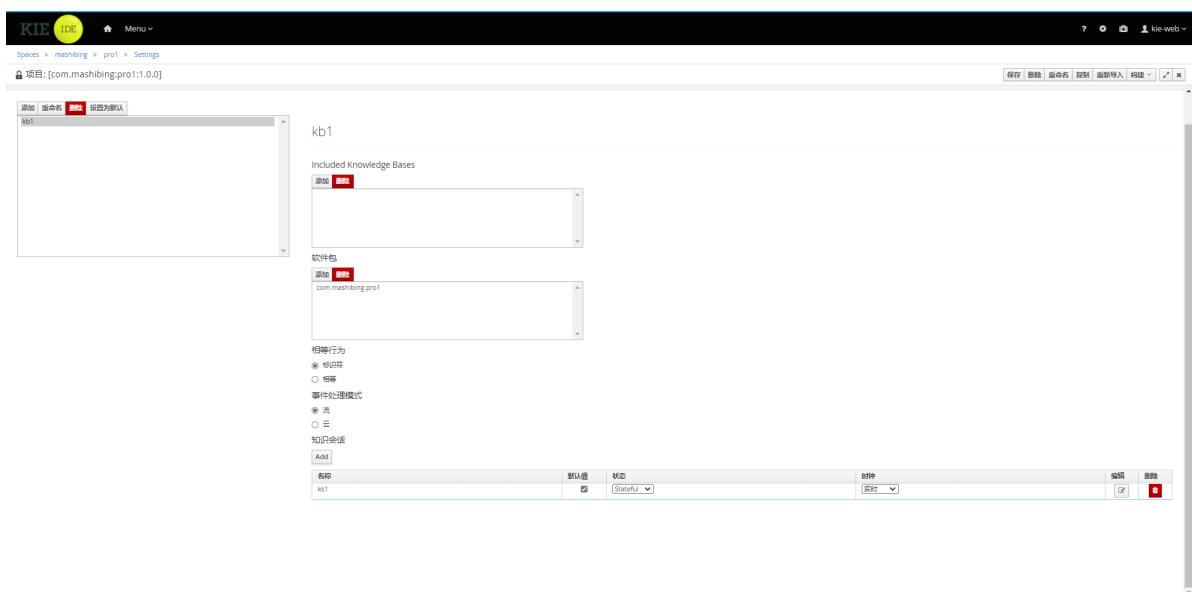 KIE IDE Menu ? kie-web
Spaces » mashibing » pro1 » Settings
项目: [com.mashibing:pro1:1.0.0] 保存 删除 重命名 复制 重新导入 构建
添加 重命名 删除 设置为默认
kb1
kb1
Included Knowledge Bases
添加 删除
软件包
添加 删除
com.mashibing.pro1
相等行为
标识符
相等
事件处理模式
流
云
知识会话
Add
名称 默认值 状态 时钟 编辑 删除
ks1 Stateful 实时